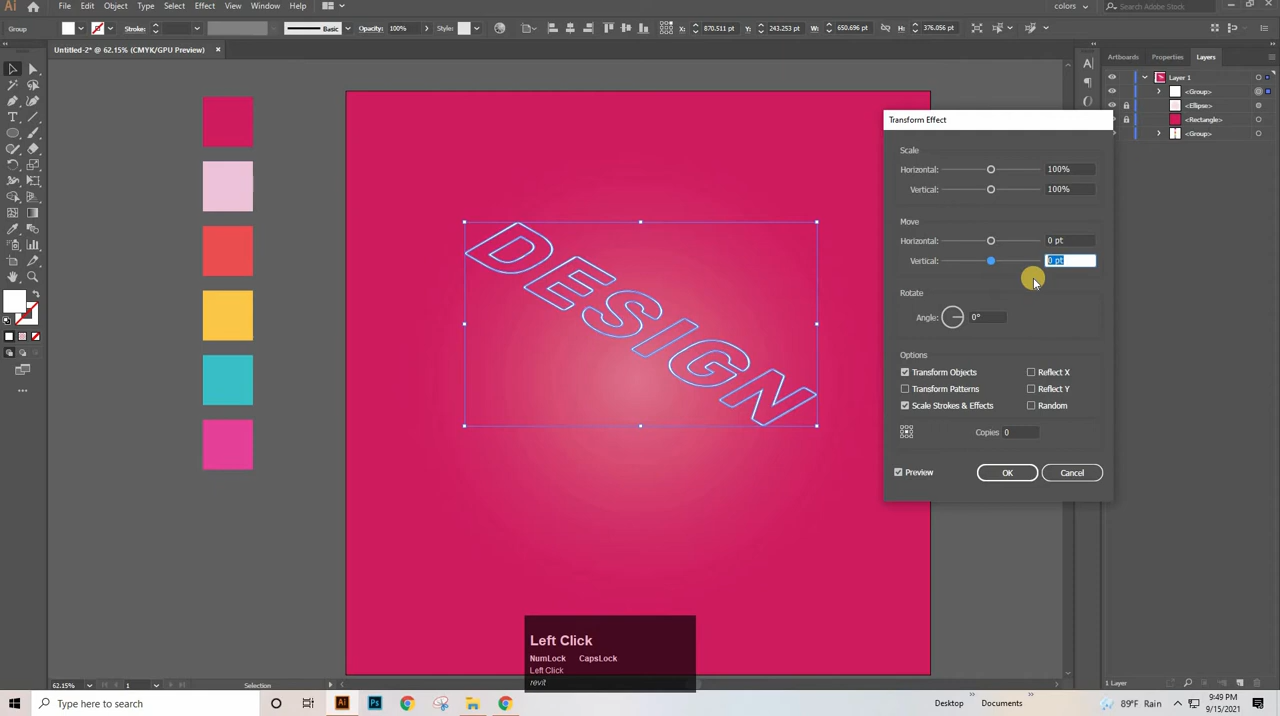 Ai File Edit Object Type Select Effect View Window Help colors Search Adobe Stock
Group Stroke: Basic Opacity: 100% Style: X: 870.511 pt Y: 243.253 pt W: 650.696 pt H: 376.056 pt
Untitled-2* @ 62.15% (CMYK/GPU Preview) ×
Artboards Properties Layers
Layer 1
<Group>
<Ellipse>
<Rectangle>
<Group>
Transform Effect
Scale
Horizontal: 100%
Vertical: 100%
Move
Horizontal: 0 pt
Vertical: 0 pt
Rotate
Angle: 0°
Options
Transform Objects Reflect X
Transform Patterns Reflect Y
Scale Strokes & Effects Random
Copies 0
Preview OK Cancel
DESIGN
Left Click
NumLock CapsLock
Left Click
revit
62.15% 1 Selection 1 Layer
Type here to search Ai Ps Desktop Documents 89°F Rain 9:49 PM
9/15/2021